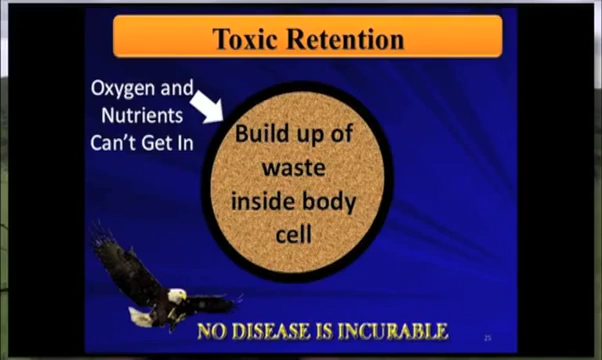 Toxic Retention
Oxygen and
Nutrients
Can't Get In
Build up of
waste
inside body
cell
NO DISEASE IS INCURABLE
25